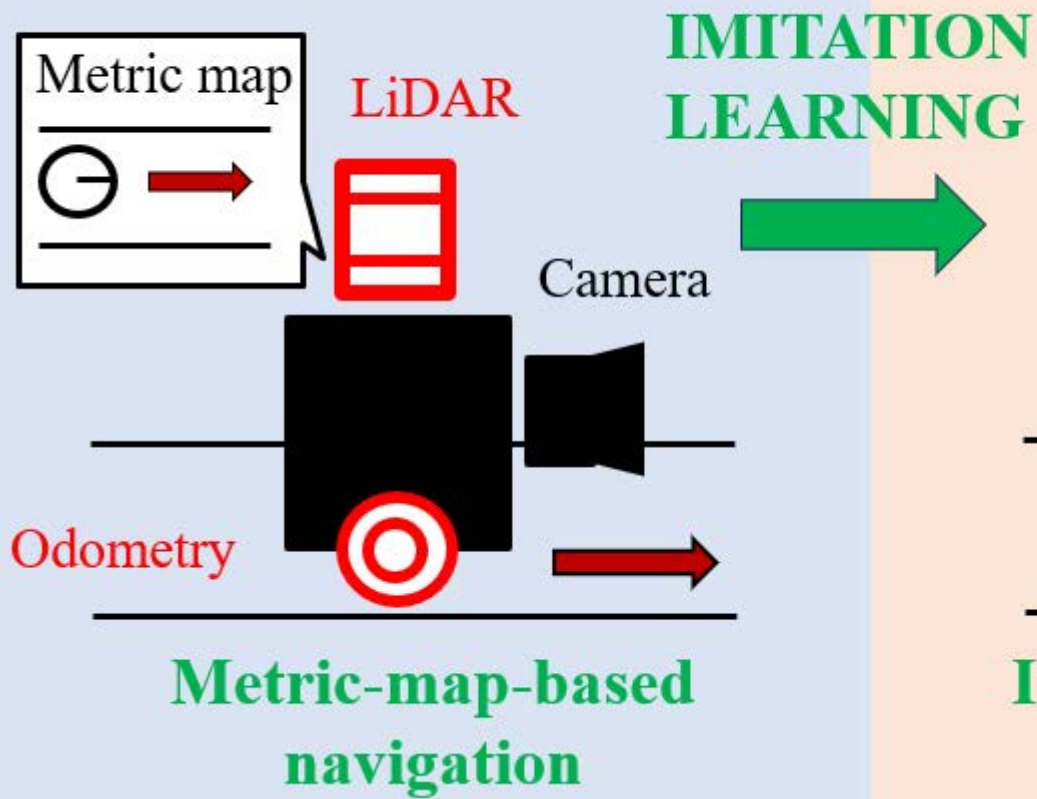 Metric map
LiDAR
IMITATION
LEARNING
Camera
Odometry
Metric-map-based
navigation